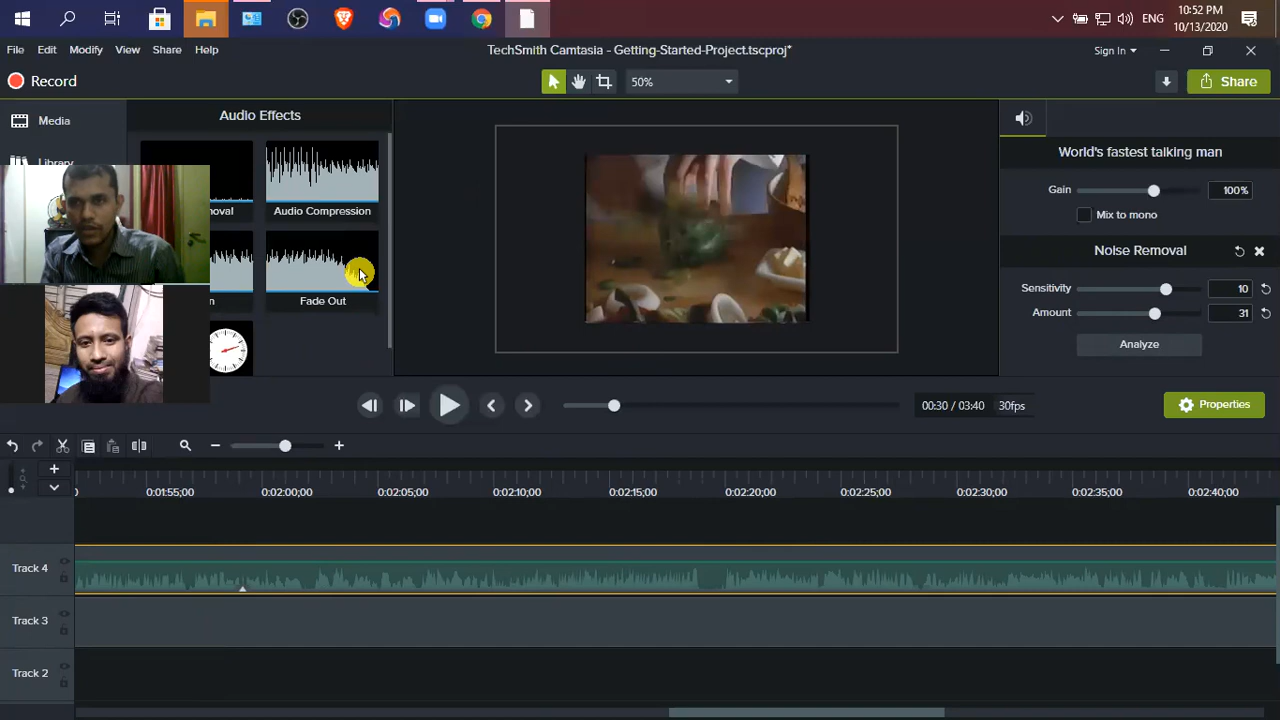 10:52 PM
ENG
10/13/2020
File Edit Modify View Share Help
TechSmith Camtasia - Getting-Started-Project.tscproj*
Sign In
Record
50%
Share
Media
Library
Audio Effects
moval
Audio Compression
Fade Out
World's fastest talking man
Gain 100%
Mix to mono
Noise Removal
Sensitivity 10
Amount 31
Analyze
00:30 / 03:40 30fps
Properties
0:01:55;00 0:02:00;00 0:02:05;00 0:02:10;00 0:02:15;00 0:02:20;00 0:02:25;00 0:02:30;00 0:02:35;00 0:02:40;00
Track 4
Track 3
Track 2